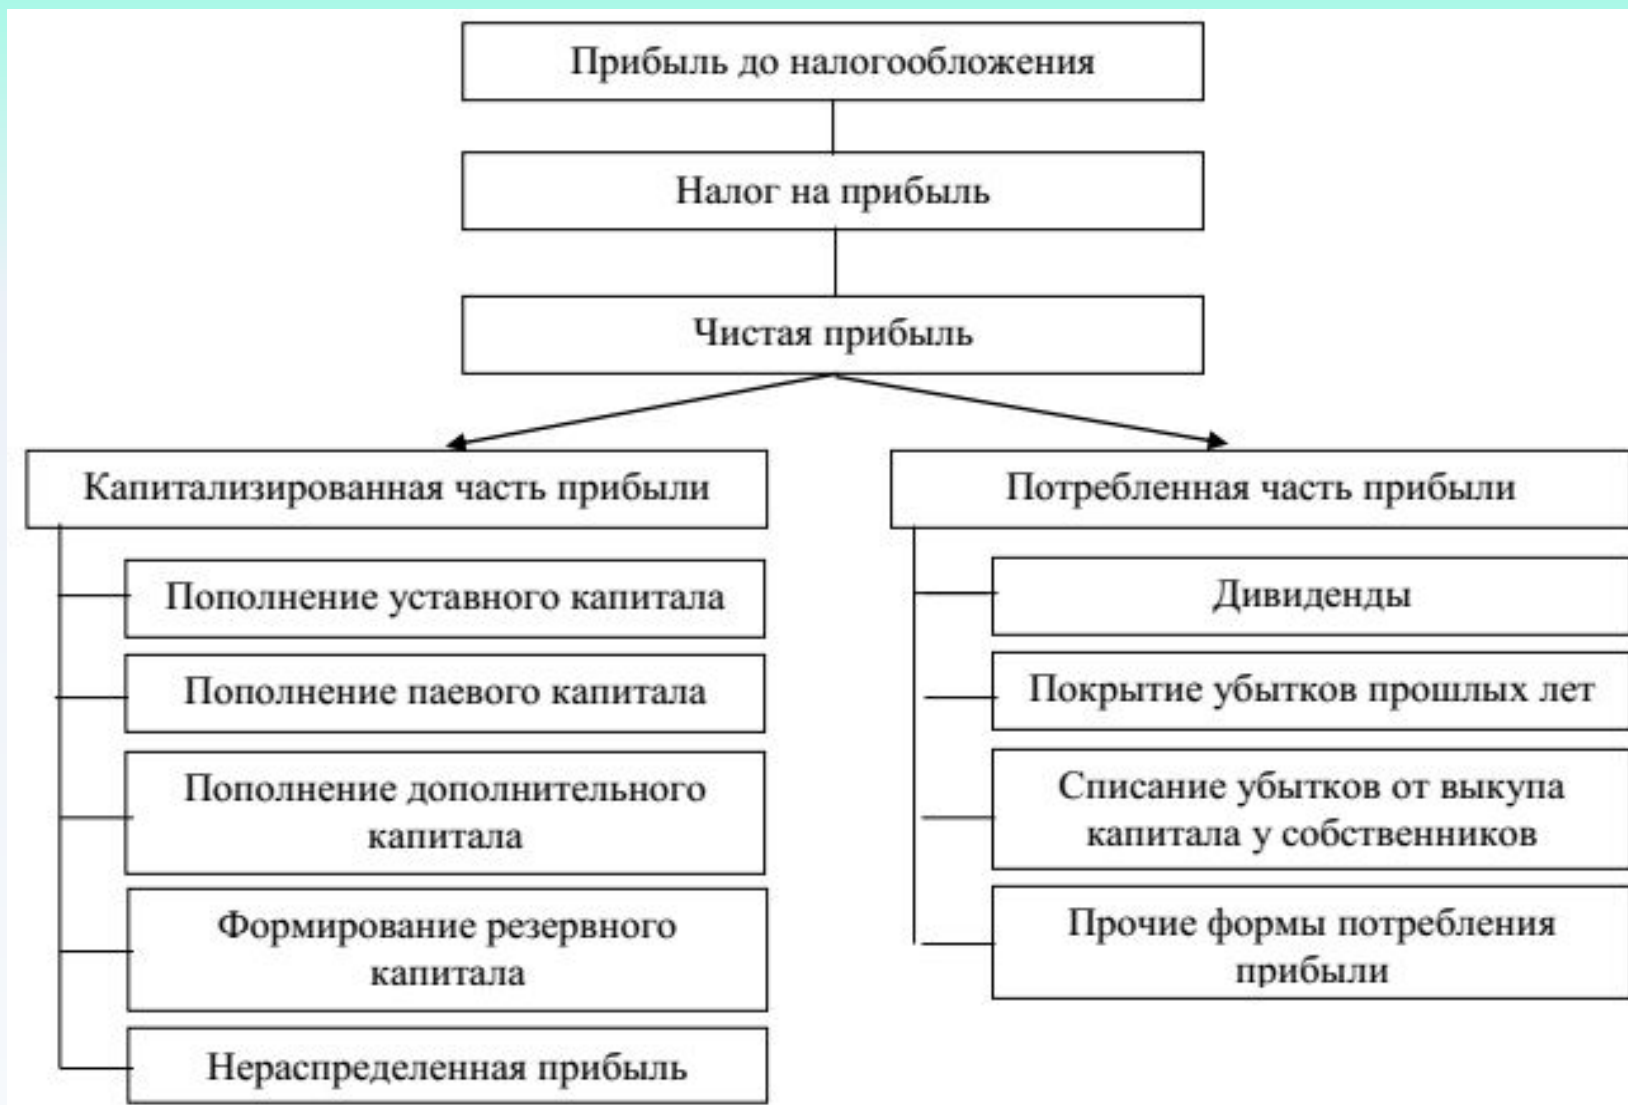 Прибыль до налогообложения
Налог на прибыль
Чистая прибыль
Капитализированная часть прибыли
Пополнение уставного капитала
Пополнение паевого капитала
Пополнение дополнительного
капитала
Формирование резервного
капитала
Нераспределенная прибыль
Потребленная часть прибыли
Дивиденды
Покрытие убытков прошлых лет
Списание убытков от выкупа
капитала у собственников
Прочие формы потребления
прибыли